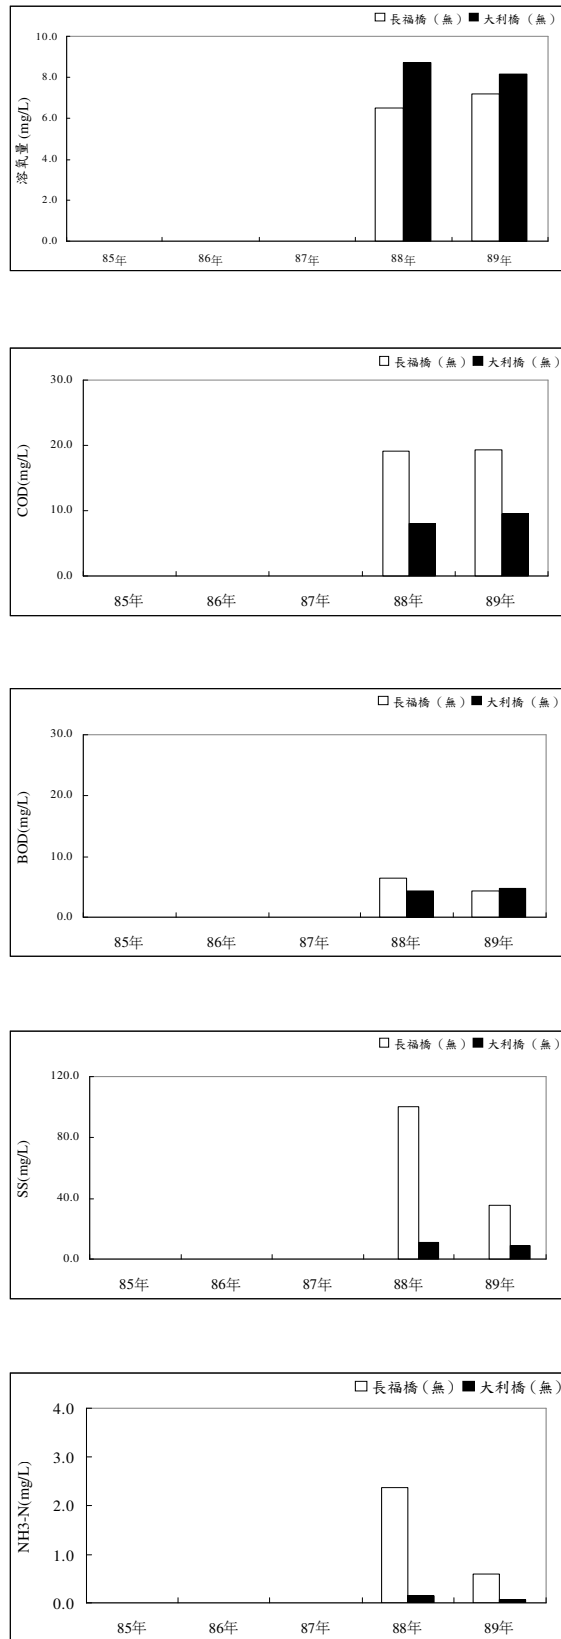 □ 長福橋（無）■ 大利橋（無）
10.0
8.0
6.0
4.0
2.0
0.0
溶氧量 (mg/L)
85年 86年 87年 88年 89年
□ 長福橋（無）■ 大利橋（無）
30.0
20.0
10.0
0.0
COD(mg/L)
85年 86年 87年 88年 89年
□ 長福橋（無）■ 大利橋（無）
30.0
20.0
10.0
0.0
BOD(mg/L)
85年 86年 87年 88年 89年
□ 長福橋（無）■ 大利橋（無）
120.0
80.0
40.0
0.0
SS(mg/L)
85年 86年 87年 88年 89年
□ 長福橋（無）■ 大利橋（無）
4.0
3.0
2.0
1.0
0.0
NH3-N(mg/L)
85年 86年 87年 88年 89年